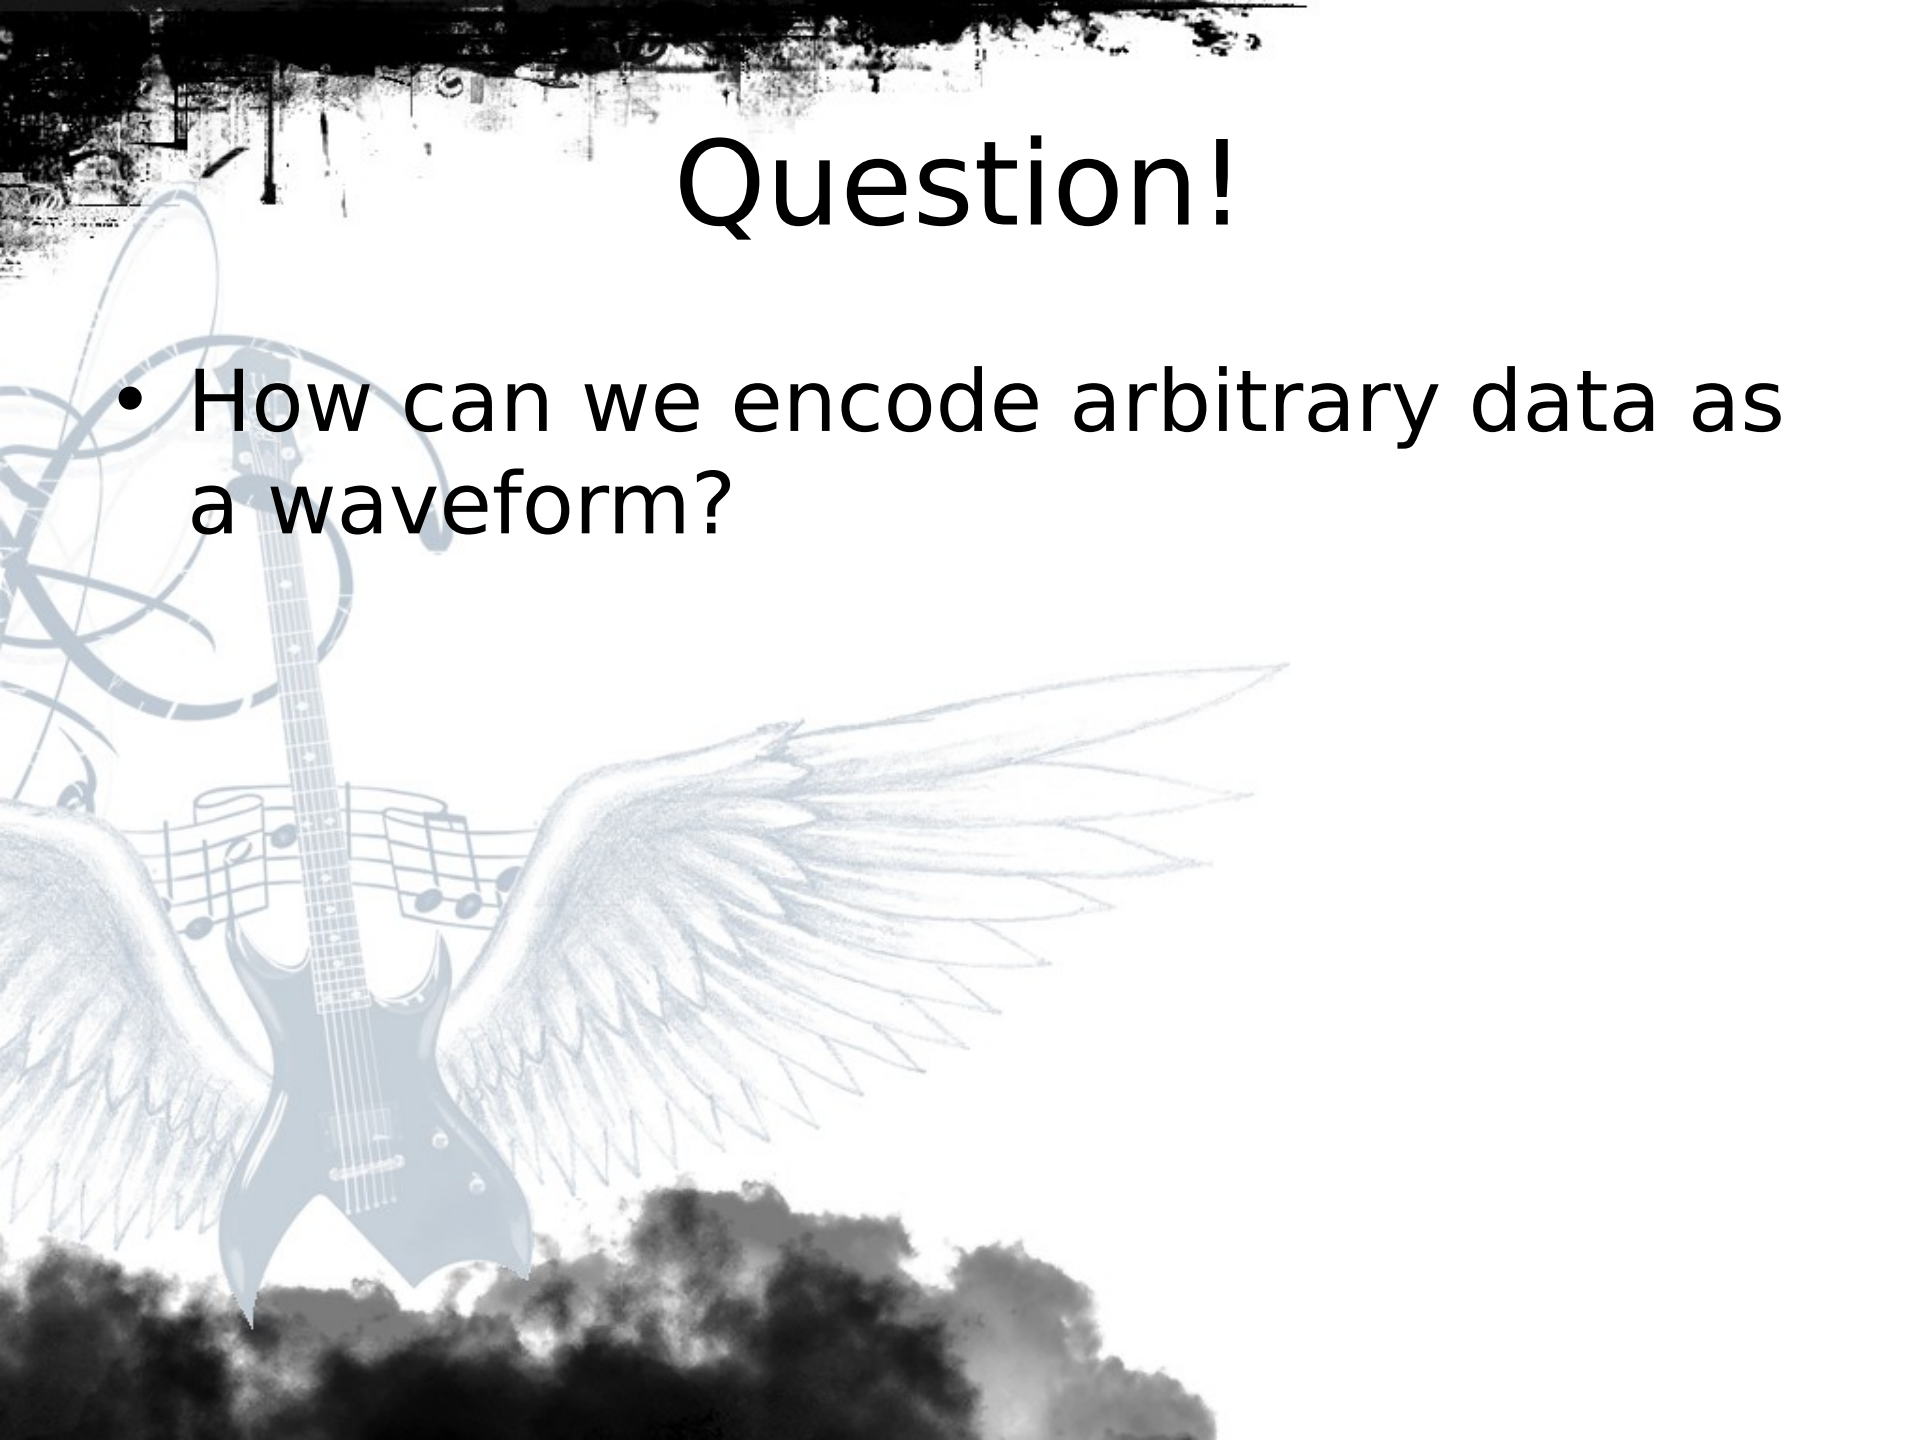 Question!
• How can we encode arbitrary data as
a waveform?